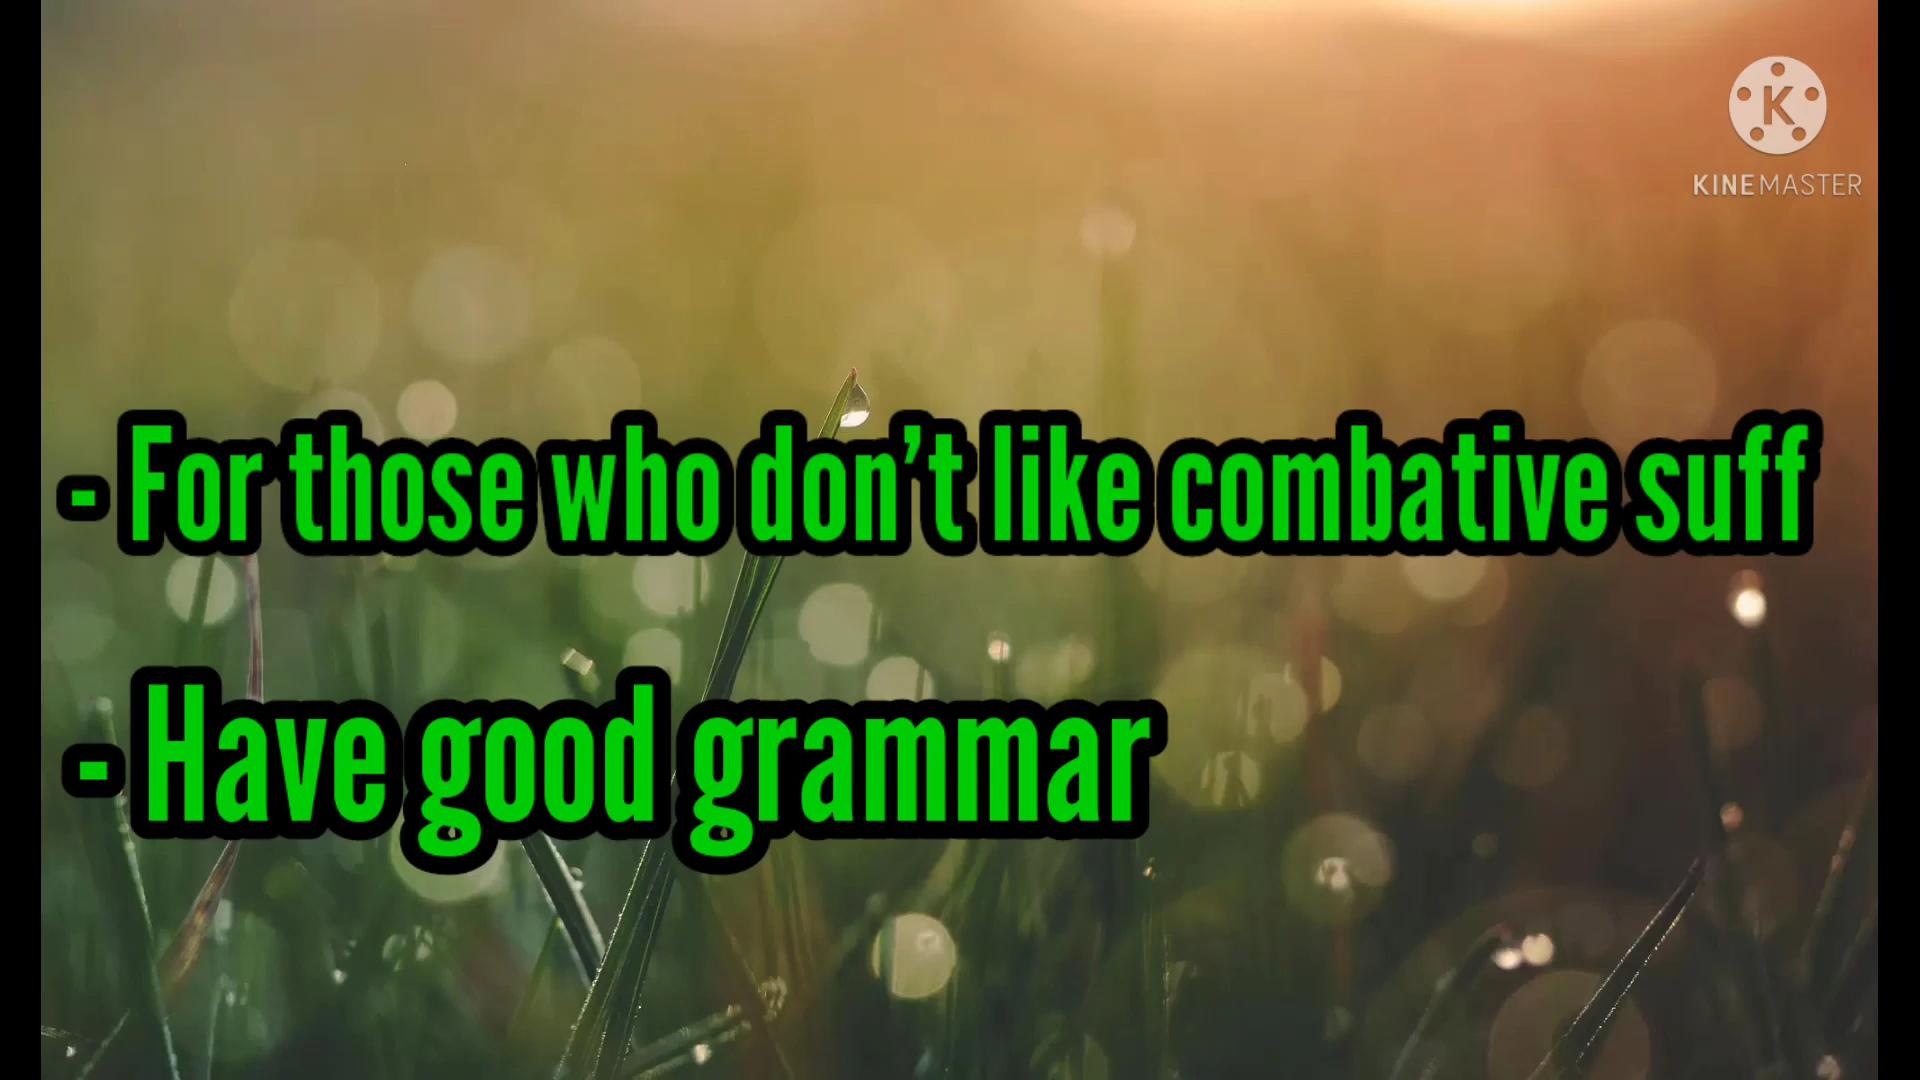 K
KINEMASTER
- For those who don’t like combative suff
- Have good grammar